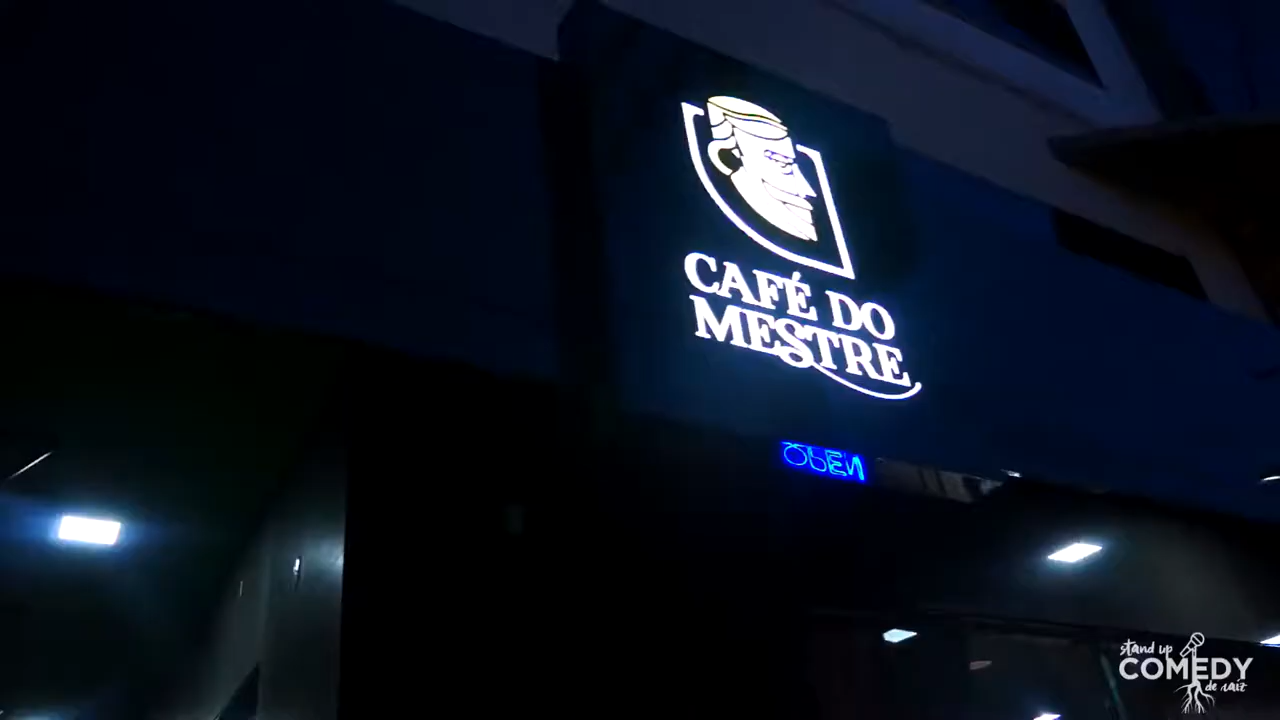 CAFÉ DO
MESTRE
OPEN
stand up
COMEDY
de raiz